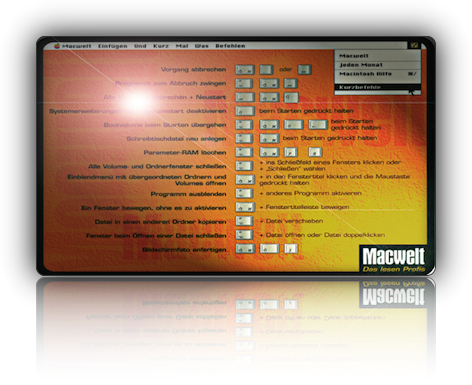 Macwelt Einfügen Und Kurz Mal Was Befehlen
Macwelt
jeden Monat
Macintosh Hilfe ⌘/
Kurzbefehle
Vorgang abbrechen oder
zum Abbruch zwingen
abbrechen + Neustart
deaktivieren beim Starten gedrückt halten
beim Starten übergehen beim Starten
gedrückt halten
Schreibtischdatei neu anlegen beim Starten gedrückt halten
Parameter-RAM löschen
Alle Volume- und Ordnerfenster schließen + ins Schließfeld eines Fensters klicken oder
+ „Schließen" wählen
Einblendmenü mit übergeordneten Ordnern und
Volumes öffnen + in den Fenstertitel klicken und die Maustaste
gedrückt halten
Programm ausblenden + anderes Programm aktivieren
Ein Fenster bewegen, ohne es zu aktivieren + Fenstertitelleiste bewegen
Datei in einen anderen Ordner kopieren + Datei verschieben
Fenster beim Öffnen einer Datei schließen + Datei öffnen oder Datei doppelklicken
Bildschirmfoto anfertigen
Macwelt
Das lesen Profis